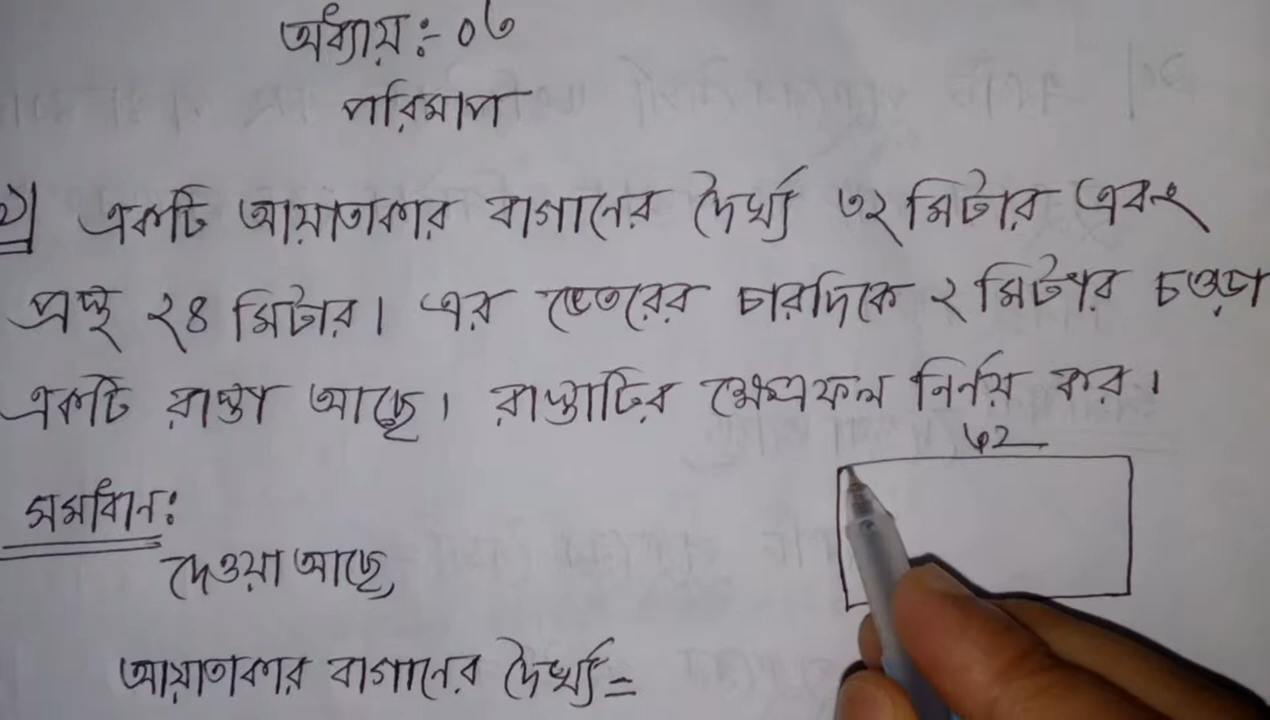 অধ্যায়:- ০৩
পরিমাপ
১| একটি আয়াতাকার বাগানের দৈর্ঘ্য ৩২ মিটার এবং
প্রস্থ ২৪ মিটার। এর ভেতরের চারদিকে ২ মিটার চওড়া
একটি রাস্তা আছে। রাস্তাটির ক্ষেত্রফল নির্ণয় কর।
৩২
সমাধান:
দেওয়া আছে,
আয়াতাকার বাগানের দৈর্ঘ্য =